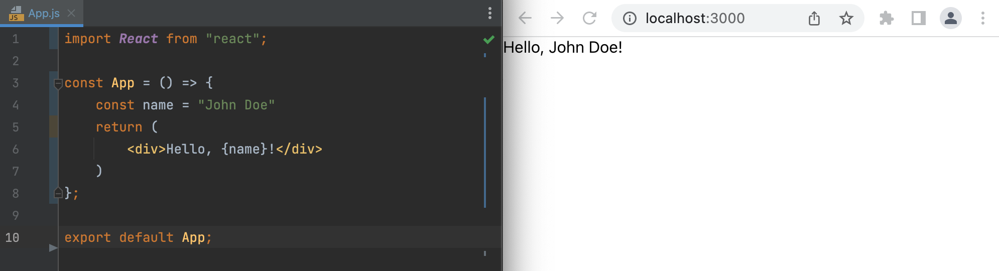 JS App.js
localhost:3000
1 import React from "react";
2
3 const App = () => {
4     const name = "John Doe"
5     return (
6         <div>Hello, {name}!</div>
7     )
8 };
9
10 export default App;
Hello, John Doe!